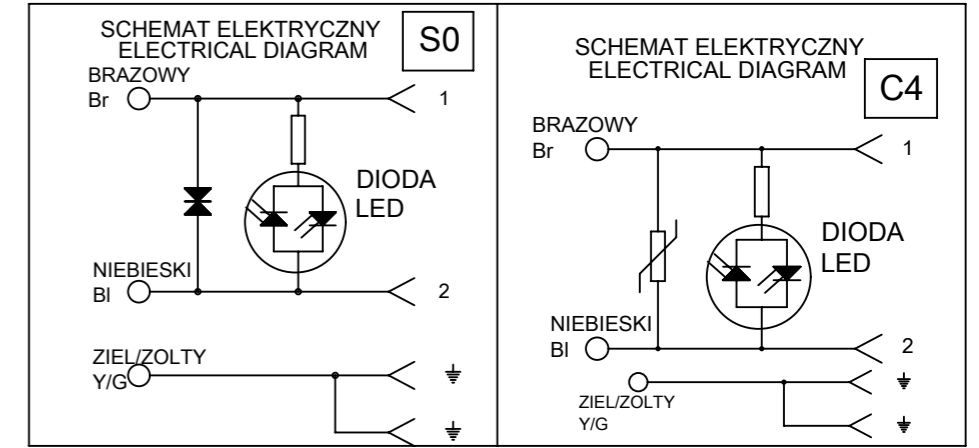 SCHEMAT ELEKTRYCZNY
ELECTRICAL DIAGRAM
S0
BRAZOWY
Br
1
DIODA
LED
NIEBIESKI
Bl
2
ZIEL/ZOLTY
Y/G
SCHEMAT ELEKTRYCZNY
ELECTRICAL DIAGRAM
C4
BRAZOWY
Br
1
DIODA
LED
NIEBIESKI
Bl
2
ZIEL/ZOLTY
Y/G